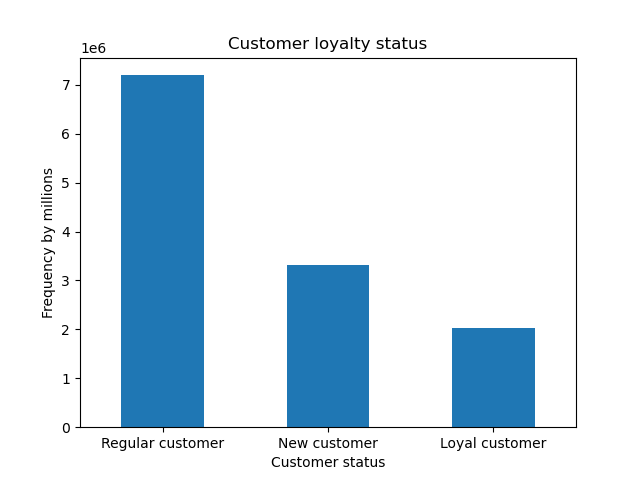 Customer loyalty status
1e6
7
6
5
4
3
2
1
0
Frequency by millions
Regular customer
New customer
Loyal customer
Customer status